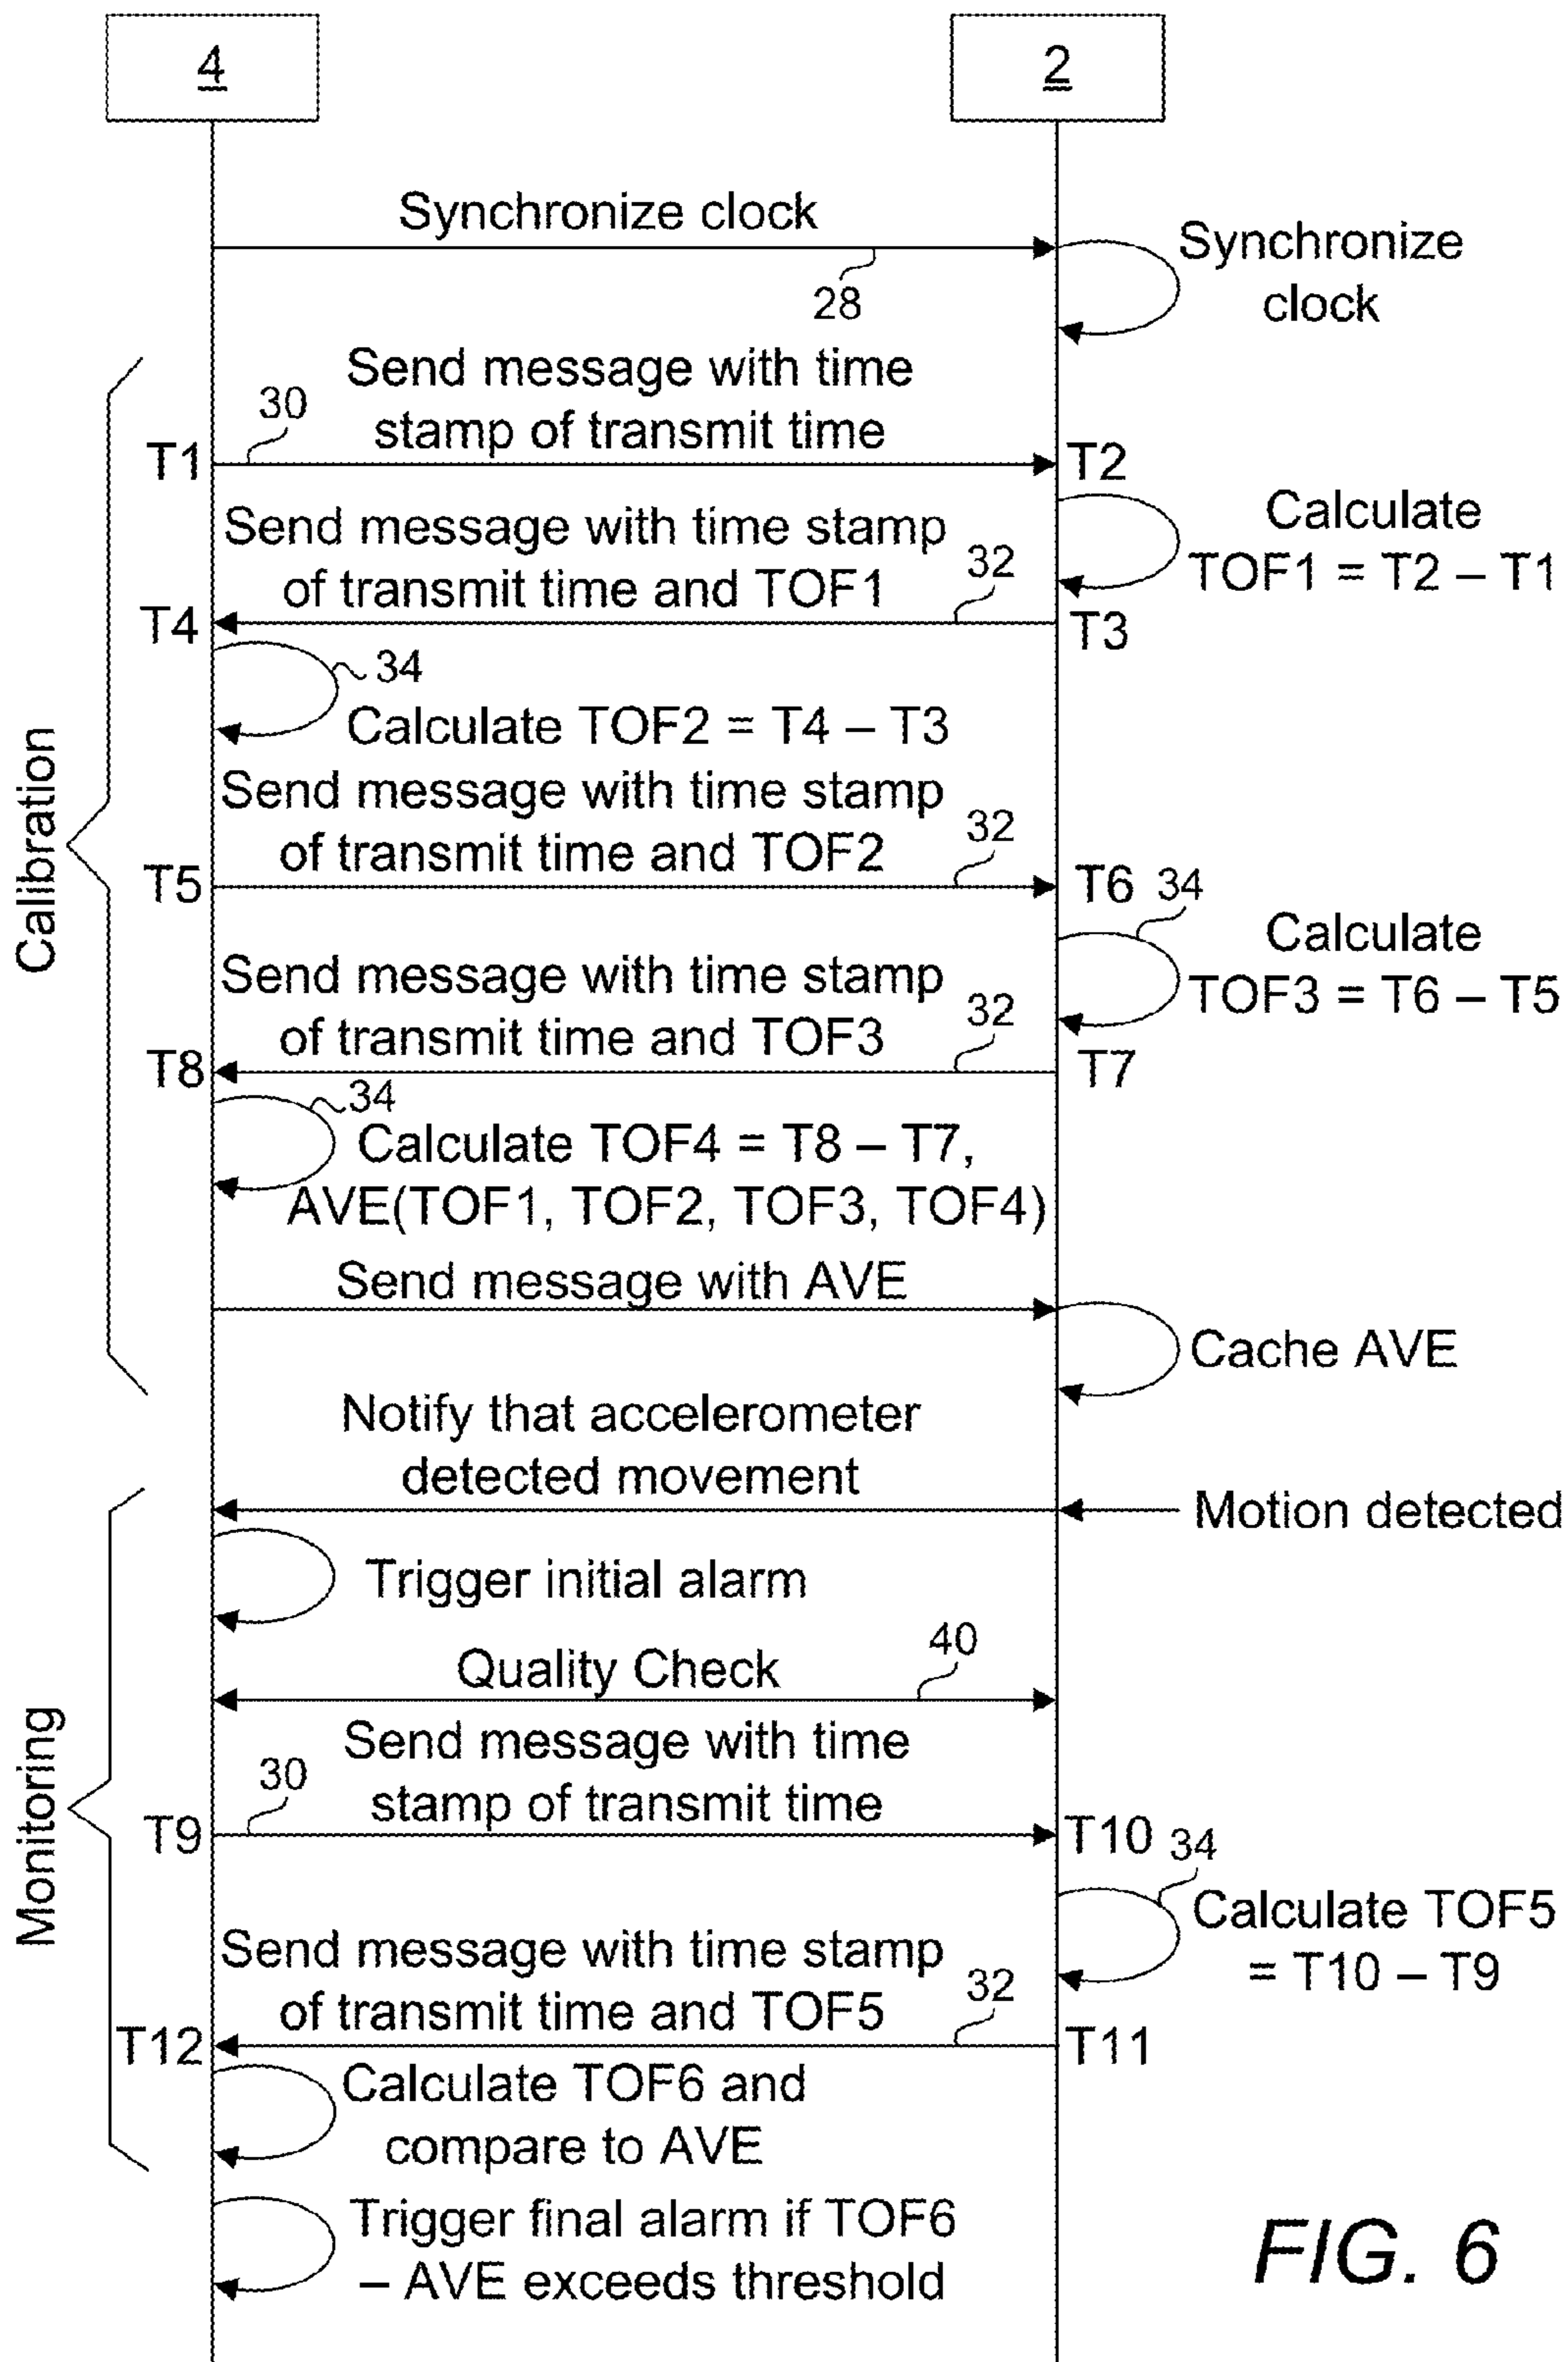 4
2
Synchronize clock
28
Synchronize
clock
Calibration
Send message with time
stamp of transmit time
30
T1
T2
Calculate
TOF1 = T2 – T1
Send message with time stamp
of transmit time and TOF1
32
T4
T3
34
Calculate TOF2 = T4 – T3
Send message with time stamp
of transmit time and TOF2
32
T5
T6
34
Calculate
TOF3 = T6 – T5
Send message with time stamp
of transmit time and TOF3
32
T8
T7
34
Calculate TOF4 = T8 – T7,
AVE(TOF1, TOF2, TOF3, TOF4)
Send message with AVE
Cache AVE
Notify that accelerometer
detected movement
Motion detected
Monitoring
Trigger initial alarm
Quality Check
40
Send message with time
stamp of transmit time
30
T9
T10
34
Calculate TOF5
= T10 – T9
Send message with time stamp
of transmit time and TOF5
32
T12
T11
Calculate TOF6 and
compare to AVE
Trigger final alarm if TOF6
– AVE exceeds threshold
FIG. 6